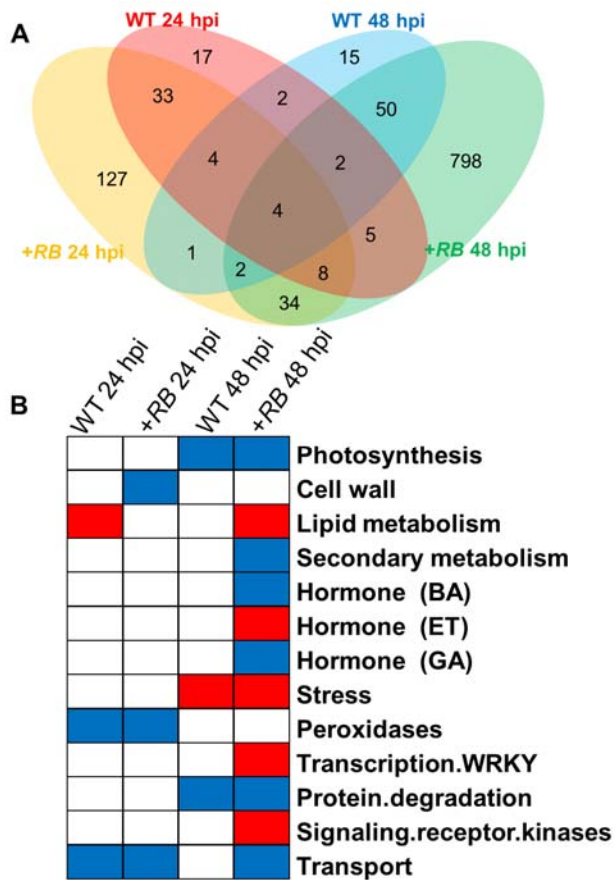 A
WT 24 hpi
WT 48 hpi
17
15
33
2
50
4
2
127
798
4
5
+RB 24 hpi
1
2
8
+RB 48 hpi
34
B
WT 24 hpi
+RB 24 hpi
WT 48 hpi
+RB 48 hpi
Photosynthesis
Cell wall
Lipid metabolism
Secondary metabolism
Hormone (BA)
Hormone (ET)
Hormone (GA)
Stress
Peroxidases
Transcription.WRKY
Protein.degradation
Signaling.receptor.kinases
Transport